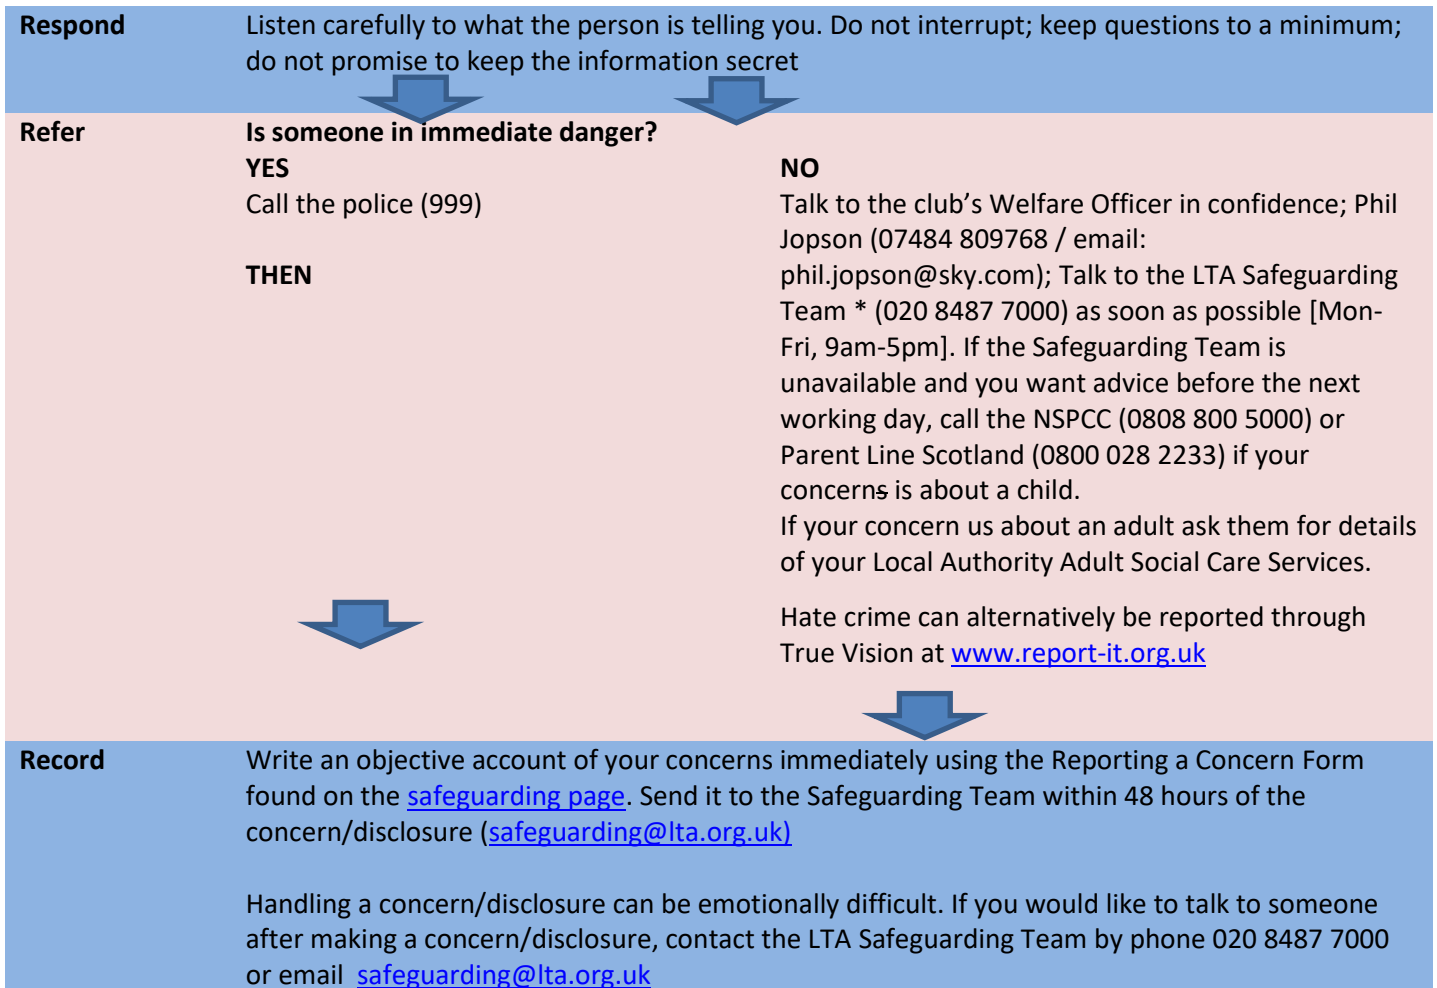 Respond
Listen carefully to what the person is telling you. Do not interrupt; keep questions to a minimum;
do not promise to keep the information secret
Refer
Is someone in immediate danger?
YES
Call the police (999)
THEN
NO
Talk to the club’s Welfare Officer in confidence; Phil
Jopson (07484 809768 / email:
phil.jopson@sky.com); Talk to the LTA Safeguarding
Team * (020 8487 7000) as soon as possible [Mon-
Fri, 9am-5pm]. If the Safeguarding Team is
unavailable and you want advice before the next
working day, call the NSPCC (0808 800 5000) or
Parent Line Scotland (0800 028 2233) if your
concerns is about a child.
If your concern us about an adult ask them for details
of your Local Authority Adult Social Care Services.
Hate crime can alternatively be reported through
True Vision at www.report-it.org.uk
Record
Write an objective account of your concerns immediately using the Reporting a Concern Form
found on the safeguarding page. Send it to the Safeguarding Team within 48 hours of the
concern/disclosure (safeguarding@lta.org.uk)
Handling a concern/disclosure can be emotionally difficult. If you would like to talk to someone
after making a concern/disclosure, contact the LTA Safeguarding Team by phone 020 8487 7000
or email safeguarding@lta.org.uk